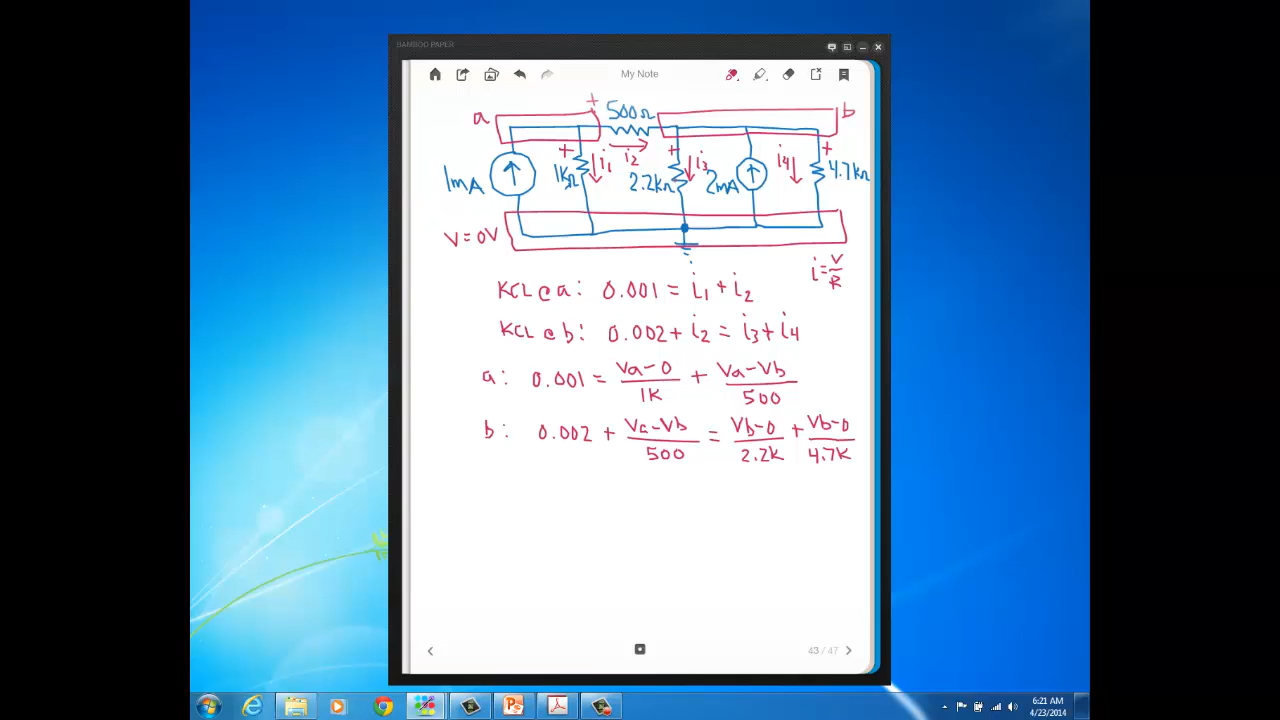 BAMBOO PAPER
My Note
a + 500Ω b
1mA + 1kΩ i1 i2 + 2.2kΩ i3 2mA i4 + 4.7kΩ
V=0V
i=V/R
KCL@a: 0.001 = i1 + i2
KCL@b: 0.002 + i2 = i3 + i4
a: 0.001 = Va-0/1K + Va-Vb/500
b: 0.002 + Va-Vb/500 = Vb-0/2.2K + Vb-0/4.7K
43 / 47
6:21 AM
4/23/2014